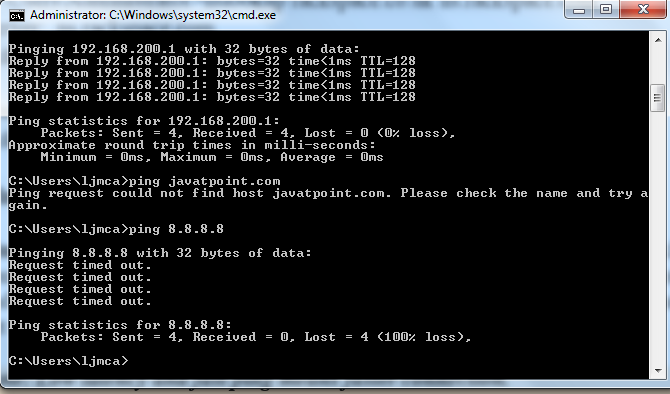 Administrator: C:\Windows\system32\cmd.exe
Pinging 192.168.200.1 with 32 bytes of data:
Reply from 192.168.200.1: bytes=32 time<1ms TTL=128
Reply from 192.168.200.1: bytes=32 time<1ms TTL=128
Reply from 192.168.200.1: bytes=32 time<1ms TTL=128
Reply from 192.168.200.1: bytes=32 time<1ms TTL=128
Ping statistics for 192.168.200.1:
Packets: Sent = 4, Received = 4, Lost = 0 (0% loss),
Approximate round trip times in milli-seconds:
Minimum = 0ms, Maximum = 0ms, Average = 0ms
C:\Users\ljmca>ping javatpoint.com
Ping request could not find host javatpoint.com. Please check the name and try a
gain.
C:\Users\ljmca>ping 8.8.8.8
Pinging 8.8.8.8 with 32 bytes of data:
Request timed out.
Request timed out.
Request timed out.
Request timed out.
Ping statistics for 8.8.8.8:
Packets: Sent = 4, Received = 0, Lost = 4 (100% loss),
C:\Users\ljmca>